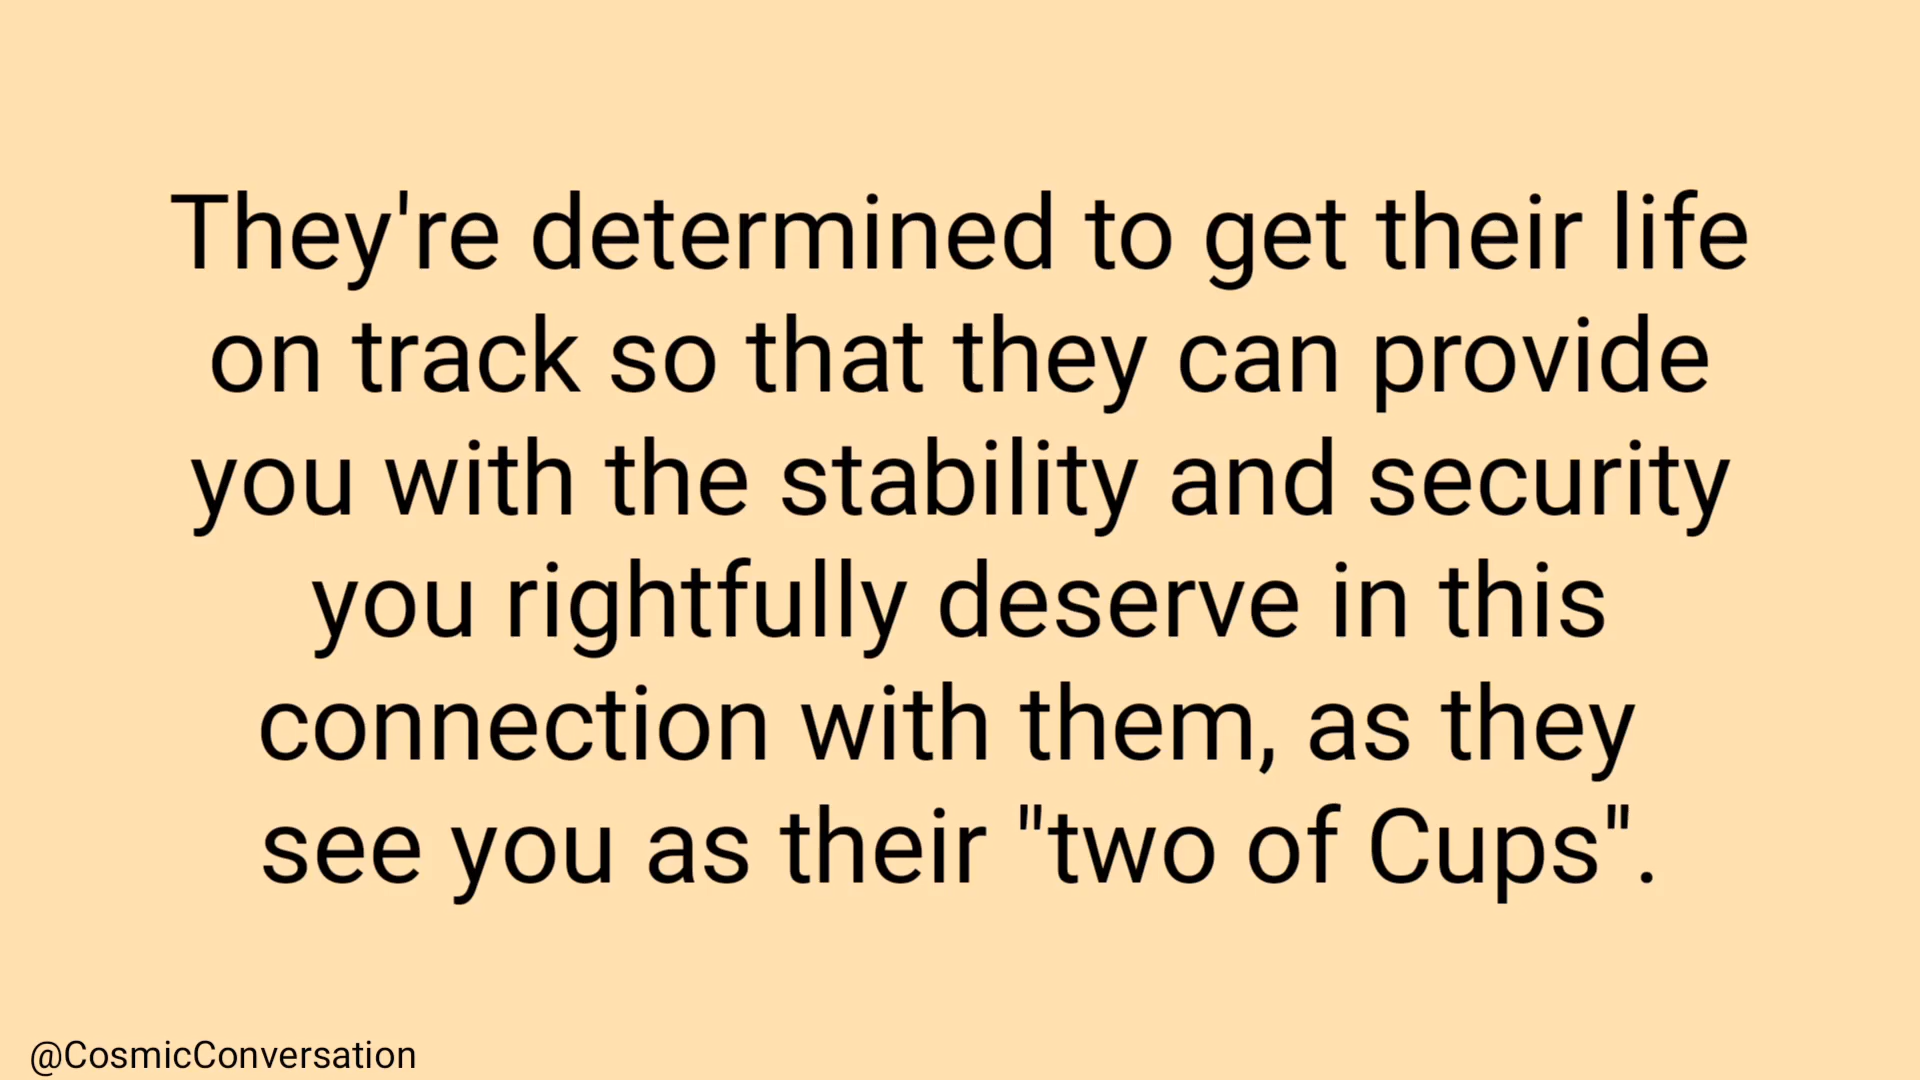 They're determined to get their life
on track so that they can provide
you with the stability and security
you rightfully deserve in this
connection with them, as they
see you as their "two of Cups".
@CosmicConversation